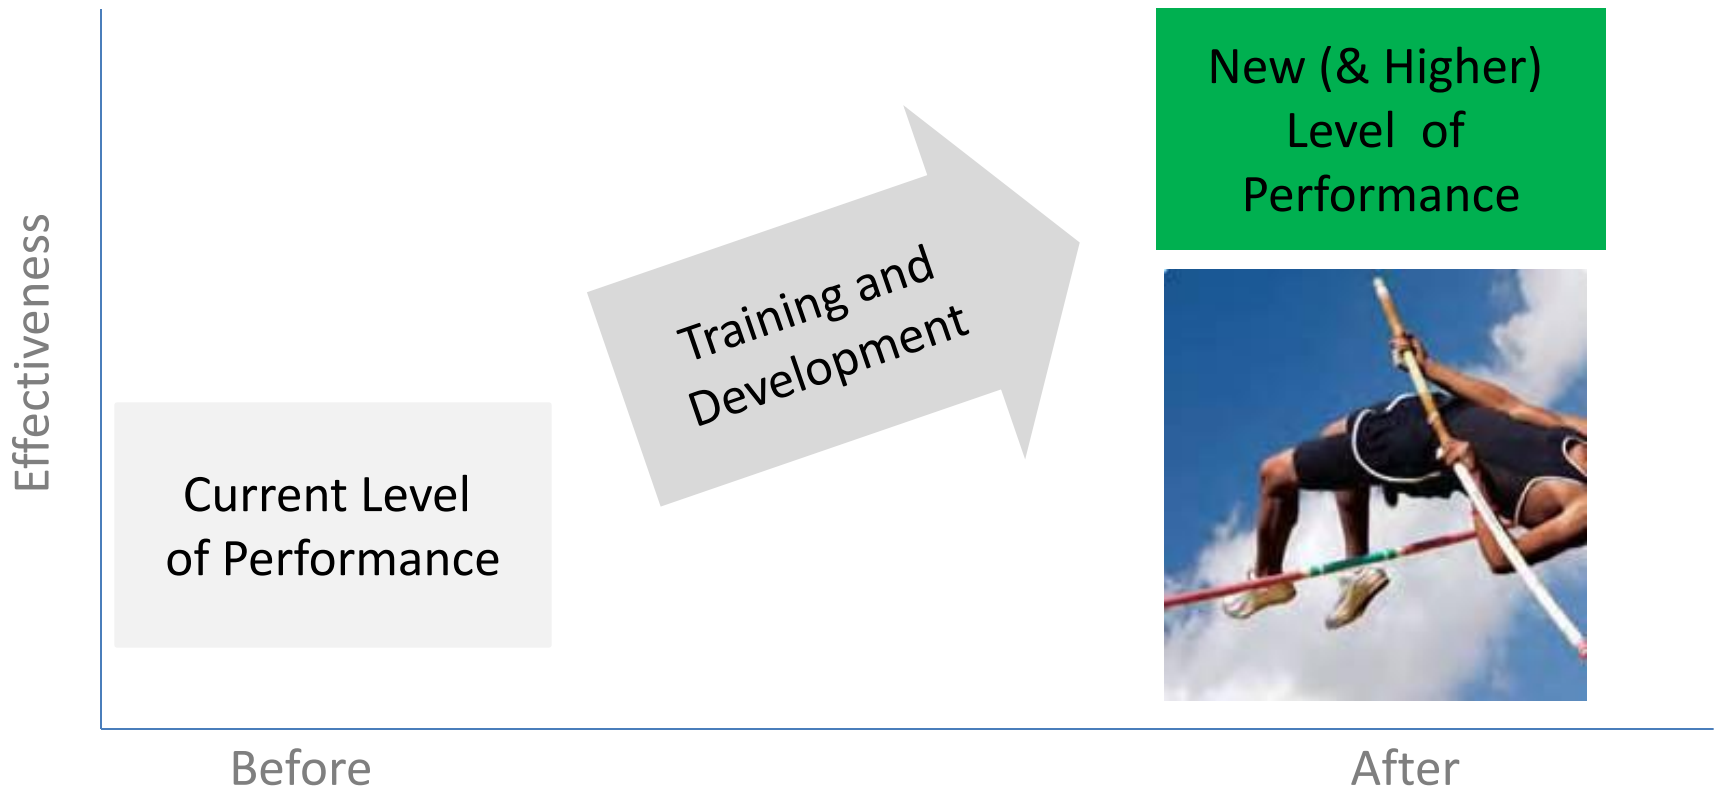 Effectiveness
Current Level
of Performance
Training and
Development
New (& Higher)
Level of
Performance
Before
After